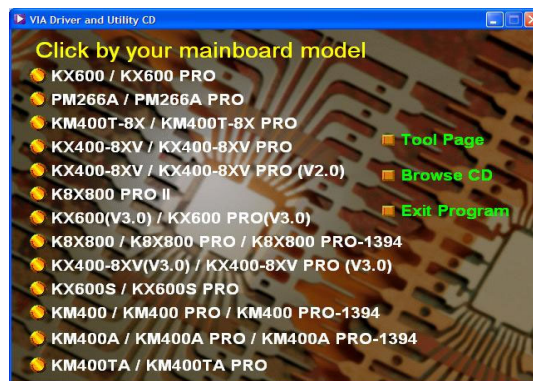 VIA Driver and Utility CD
Click by your mainboard model
KX600 / KX600 PRO
PM266A / PM266A PRO
KM400T-8X / KM400T-8X PRO
KX400-8XV / KX400-8XV PRO
KX400-8XV / KX400-8XV PRO (V2.0)
K8X800 PRO II
KX600(V3.0) / KX600 PRO(V3.0)
K8X800 / K8X800 PRO / K8X800 PRO-1394
KX400-8XV(V3.0) / KX400-8XV PRO (V3.0)
KX600S / KX600S PRO
KM400 / KM400 PRO / KM400 PRO-1394
KM400A / KM400A PRO / KM400A PRO-1394
KM400TA / KM400TA PRO
Tool Page
Browse CD
Exit Program